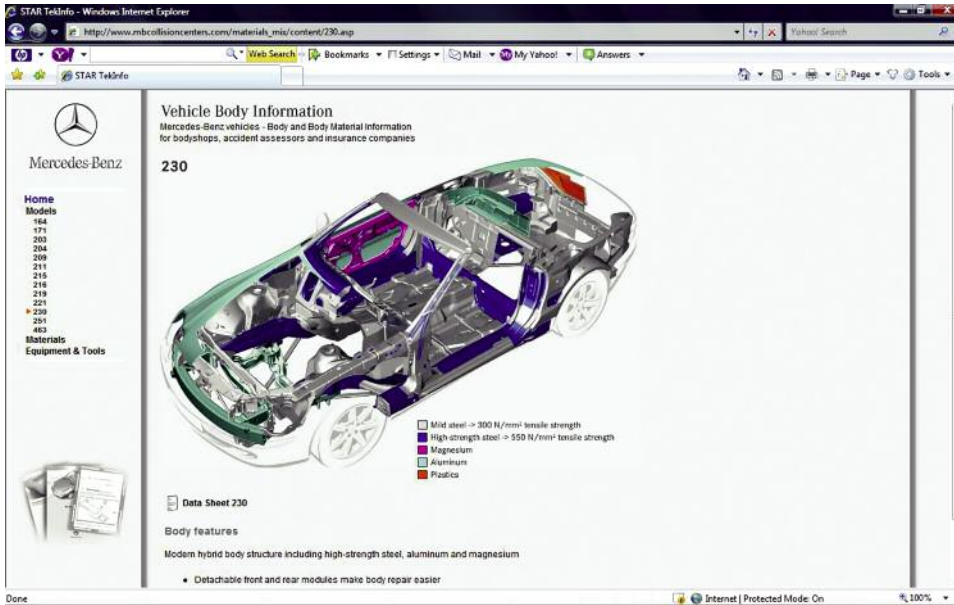 STAR TekInfo - Windows Internet Explorer
http://www.mbcollisioncenters.com/materials_mix/content/230.asp
Yahoo! Search
Web Search
Bookmarks
Settings
Mail
My Yahoo!
Answers
STAR TekInfo
Page
Tools
Mercedes-Benz
Home
Models
164
171
203
204
209
211
215
216
219
221
230
251
463
Materials
Equipment & Tools
Vehicle Body Information
Mercedes-Benz vehicles - Body and Body Material Information
for bodyshops, accident assessors and insurance companies
230
Mild steel -> 300 N/mm² tensile strength
High-strength steel -> 550 N/mm² tensile strength
Magnesium
Aluminum
Plastics
Data Sheet 230
Body features
Modern hybrid body structure including high-strength steel, aluminum and magnesium
• Detachable front and rear modules make body repair easier
Done
Internet | Protected Mode: On
100%